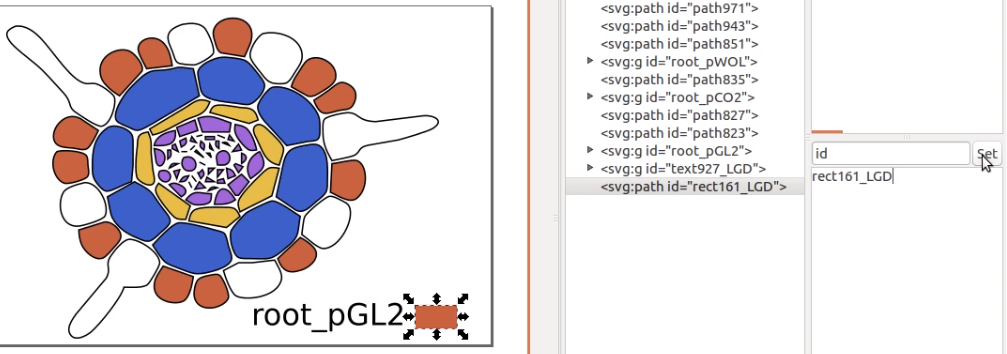 root_pGL2
<svg:path id="path971">
<svg:path id="path943">
<svg:path id="path851">
<svg:g id="root_pWOL">
<svg:path id="path835">
<svg:g id="root_pCO2">
<svg:path id="path827">
<svg:path id="path823">
<svg:g id="root_pGL2">
<svg:g id="text927_LGD">
<svg:path id="rect161_LGD">
id
Set
rect161_LGD